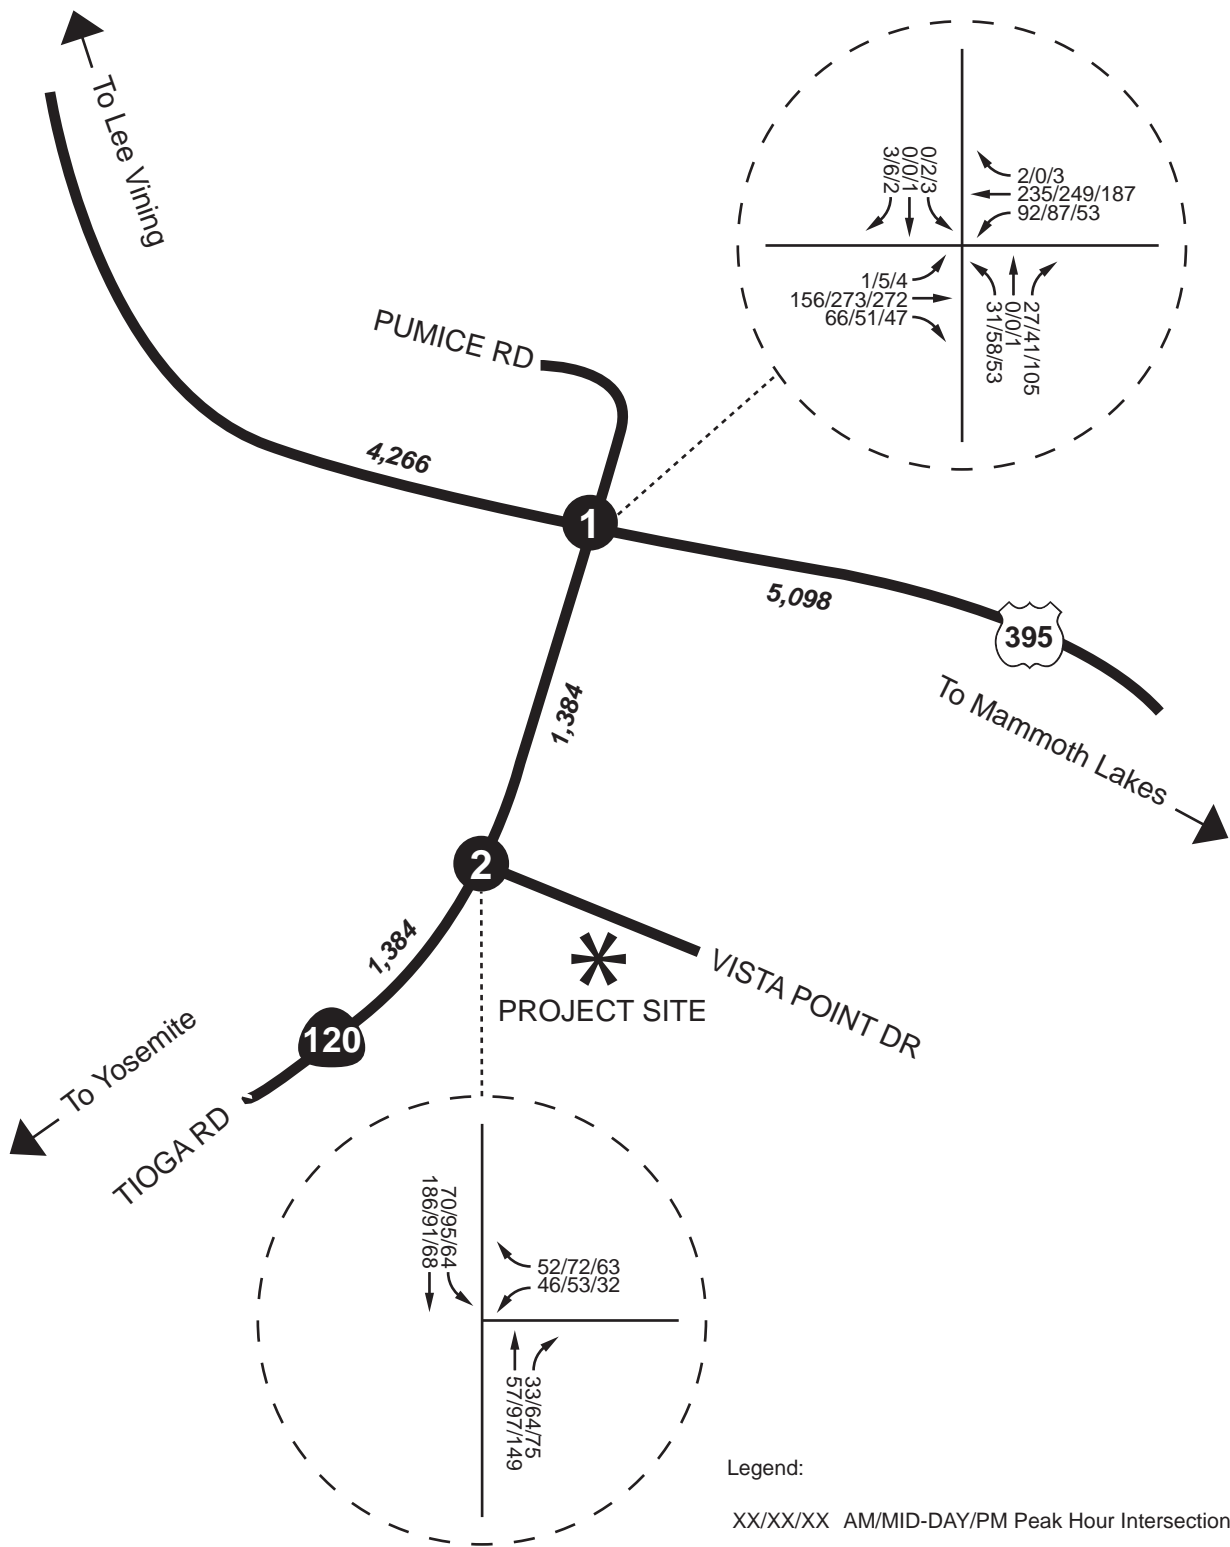 To Lee Vining
0/2/3
0/0/1
3/6/2
2/0/3
235/249/187
92/87/53
1/5/4
156/273/272
66/51/47
27/41/105
0/0/1
31/58/53
PUMICE RD
4,266
1
5,098
395
To Mammoth Lakes
1,384
2
1,384
PROJECT SITE
VISTA POINT DR
120
To Yosemite
TIOGA RD
70/95/64
186/91/68
52/72/63
46/53/32
33/64/75
57/97/149
Legend:
XX/XX/XX AM/MID-DAY/PM Peak Hour Intersection